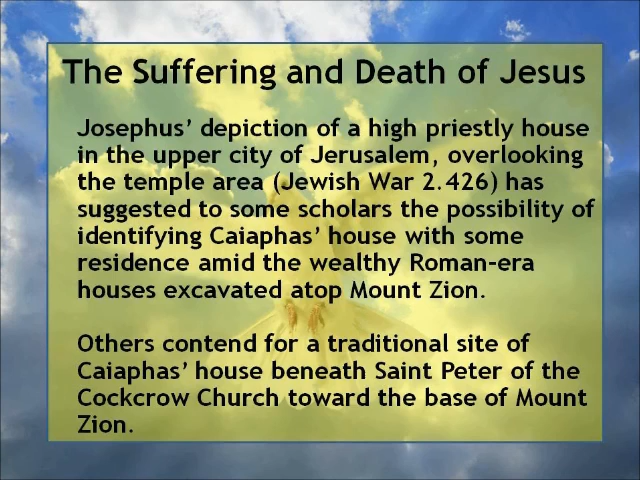 The Suffering and Death of Jesus
Josephus’ depiction of a high priestly house
in the upper city of Jerusalem, overlooking
the temple area (Jewish War 2.426) has
suggested to some scholars the possibility of
identifying Caiaphas’ house with some
residence amid the wealthy Roman-era
houses excavated atop Mount Zion.
Others contend for a traditional site of
Caiaphas’ house beneath Saint Peter of the
Cockcrow Church toward the base of Mount
Zion.